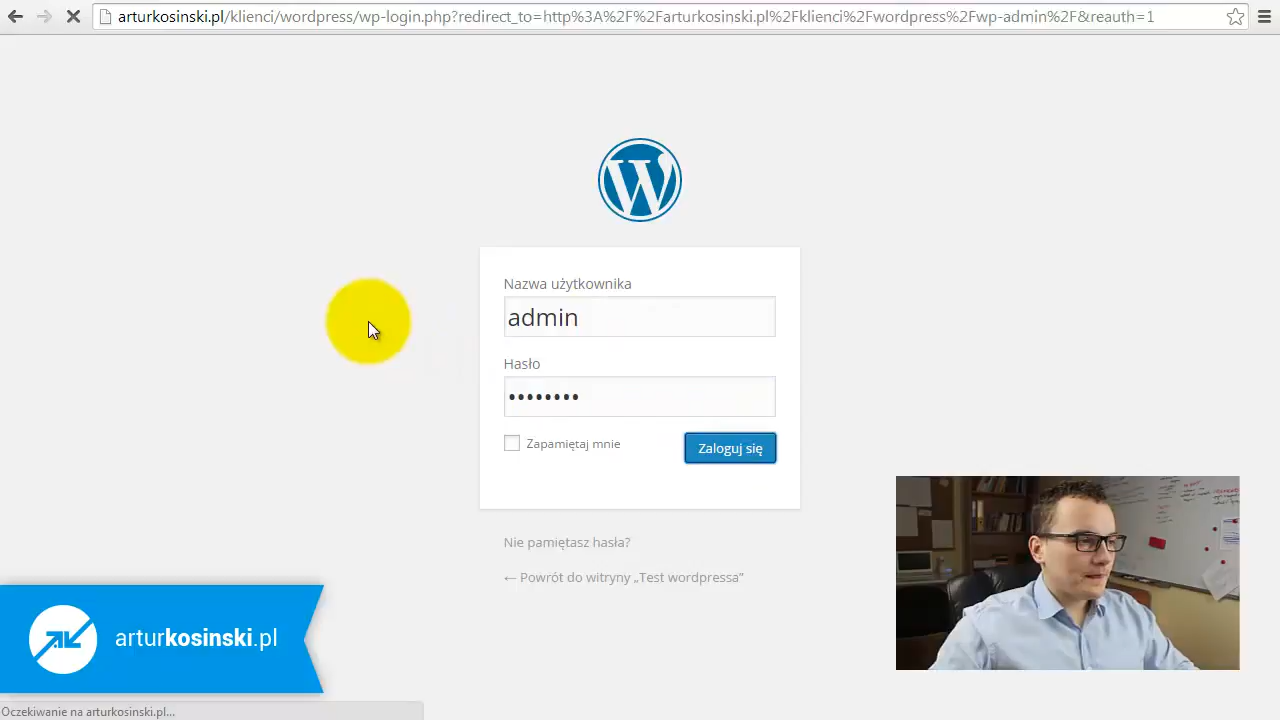 arturkosinski.pl/klienci/wordpress/wp-login.php?redirect_to=http%3A%2F%2Farturkosinski.pl%2Fklienci%2Fwordpress%2Fwp-admin%2F&reauth=1
W
Nazwa użytkownika
admin
Hasło
••••••••
Zapamiętaj mnie
Zaloguj się
Nie pamiętasz hasła?
← Powrót do witryny „Test wordpressa”
arturkosinski.pl
Oczekiwanie na arturkosinski.pl...